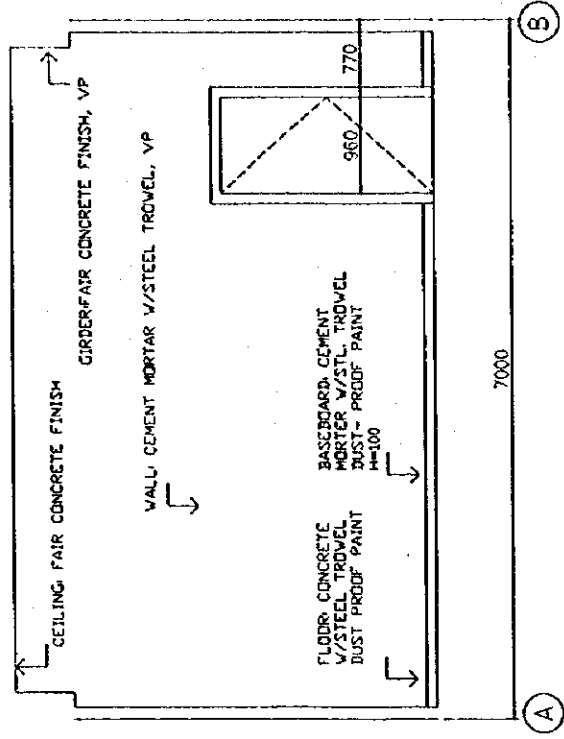 CEILING; FAIR CONCRETE FINISH
GIRDER;FAIR CONCRETE FINISH, VP
WALL; CEMENT MORTAR W/STEEL TROWEL, VP
FLOOR; CONCRETE
W/STEEL TROWEL
DUST PROOF PAINT
BASEBOARD; CEMENT
MORTER W/STL. TROWEL
DUST- PROOF PAINT
H=100
960
770
7000
A
B